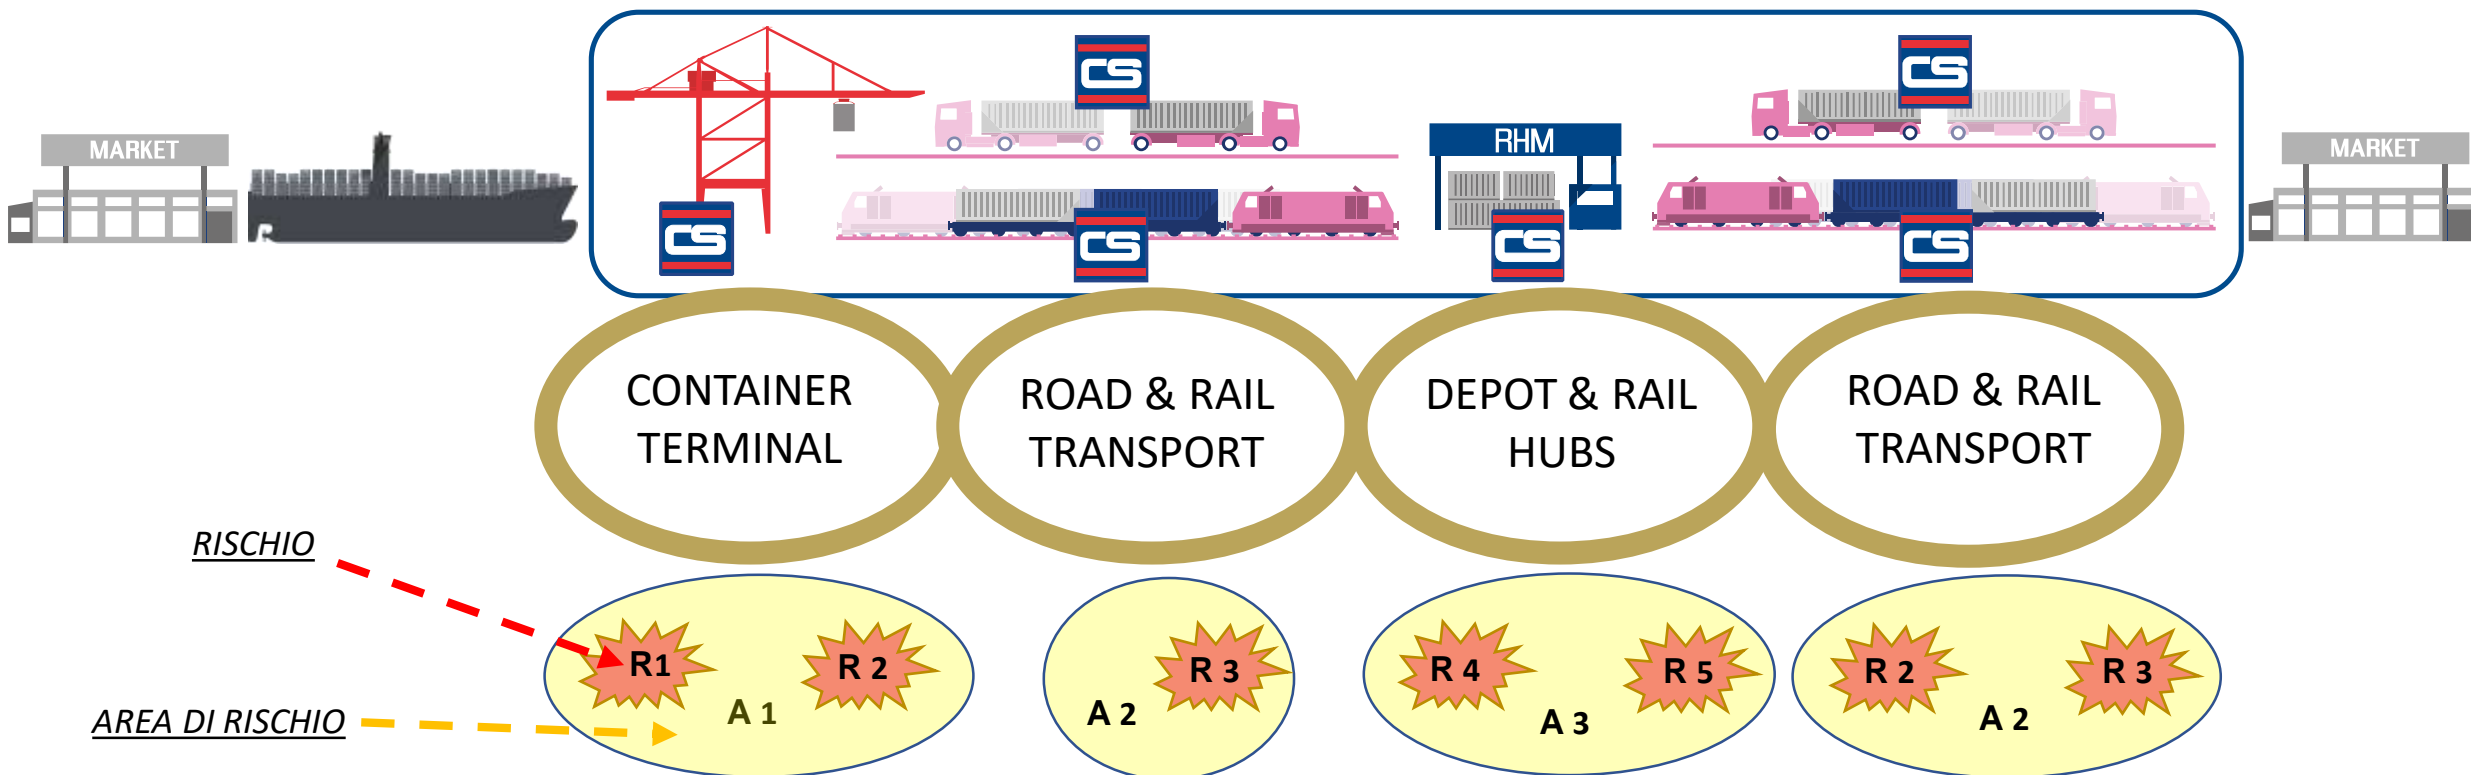 MARKET
CS
CS
RHM
MARKET
CS
CS
CS
CS
CONTAINER
TERMINAL
ROAD & RAIL
TRANSPORT
DEPOT & RAIL
HUBS
ROAD & RAIL
TRANSPORT
RISCHIO
R1
R 2
A 1
R 3
A 2
R 4
R 5
A 3
R 2
R 3
A 2
AREA DI RISCHIO